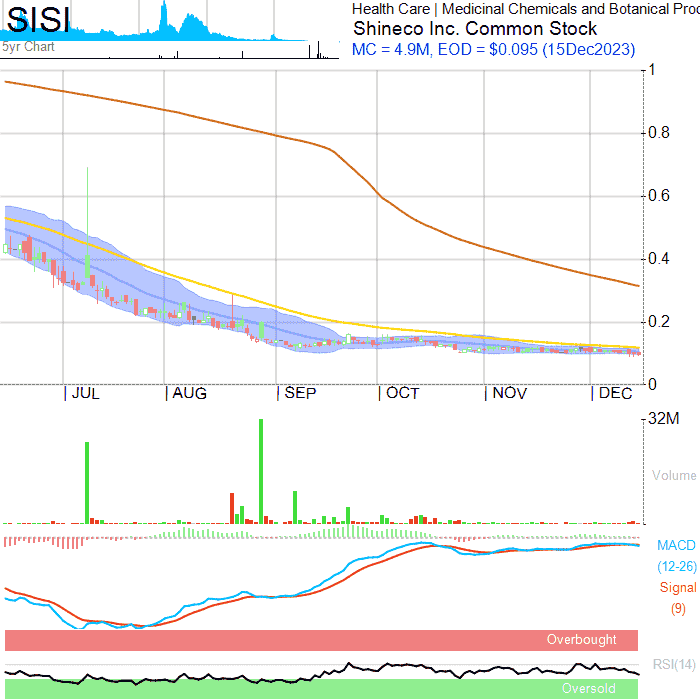 SISI
5yr Chart
Health Care | Medicinal Chemicals and Botanical Proc
Shineco Inc. Common Stock
MC = 4.9M, EOD = $0.095 (15Dec2023)
1
0.8
0.6
0.4
0.2
0
| JUL | AUG | SEP | OCT | NOV | DEC
32M
Volume
MACD
(12-26)
Signal
(9)
Overbought
RSI(14)
Oversold